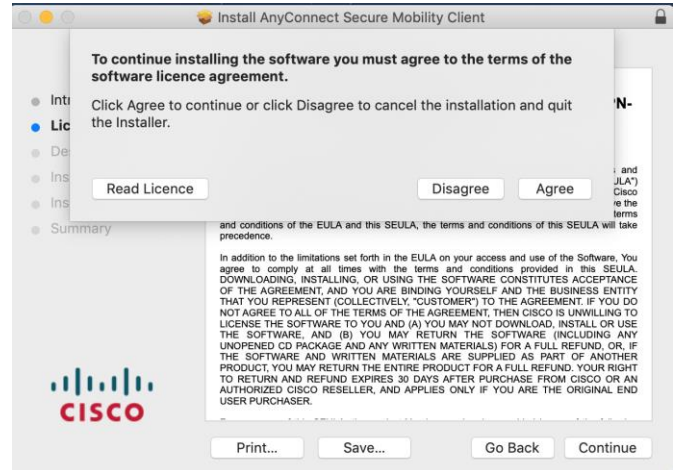 Install AnyConnect Secure Mobility Client
To continue installing the software you must agree to the terms of the
software licence agreement.
Click Agree to continue or click Disagree to cancel the installation and quit
the Installer.
Read Licence
Disagree
Agree
Int
Lic
De
Ins
Ins
Summary
PN-
and
ULA")
Cisco
ve the
terms
and conditions of the EULA and this SEULA, the terms and conditions of this SEULA will take
precedence.
In addition to the limitations set forth in the EULA on your access and use of the Software, You
agree to comply at all times with the terms and conditions provided in this SEULA.
DOWNLOADING, INSTALLING, OR USING THE SOFTWARE CONSTITUTES ACCEPTANCE
OF THE AGREEMENT, AND YOU ARE BINDING YOURSELF AND THE BUSINESS ENTITY
THAT YOU REPRESENT (COLLECTIVELY, "CUSTOMER") TO THE AGREEMENT. IF YOU DO
NOT AGREE TO ALL OF THE TERMS OF THE AGREEMENT, THEN CISCO IS UNWILLING TO
LICENSE THE SOFTWARE TO YOU AND (A) YOU MAY NOT DOWNLOAD, INSTALL OR USE
THE SOFTWARE, AND (B) YOU MAY RETURN THE SOFTWARE (INCLUDING ANY
UNOPENED CD PACKAGE AND ANY WRITTEN MATERIALS) FOR A FULL REFUND, OR, IF
THE SOFTWARE AND WRITTEN MATERIALS ARE SUPPLIED AS PART OF ANOTHER
PRODUCT, YOU MAY RETURN THE ENTIRE PRODUCT FOR A FULL REFUND. YOUR RIGHT
TO RETURN AND REFUND EXPIRES 30 DAYS AFTER PURCHASE FROM CISCO OR AN
AUTHORIZED CISCO RESELLER, AND APPLIES ONLY IF YOU ARE THE ORIGINAL END
USER PURCHASER.
CISCO
Print...
Save...
Go Back
Continue